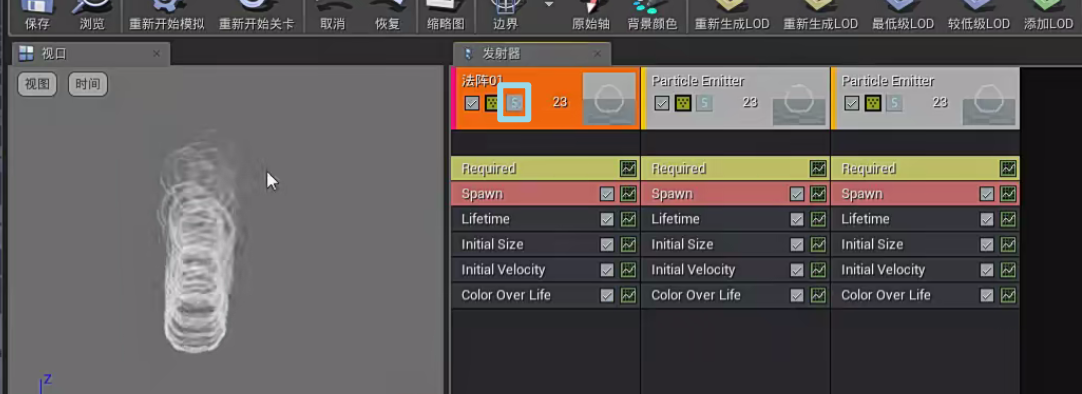 保存 浏览 重新开始模拟 重新开始关卡 取消 恢复 缩略图 边界 原始轴 背景颜色 重新生成LOD 重新生成LOD 最低级LOD 较低级LOD 添加LOD
视口 × 发射器 ×
视图 时间
法阵01 Particle Emitter Particle Emitter
S 23 S 23 S 23
Required Required Required
Spawn Spawn Spawn
Lifetime Lifetime Lifetime
Initial Size Initial Size Initial Size
Initial Velocity Initial Velocity Initial Velocity
Color Over Life Color Over Life Color Over Life
Z